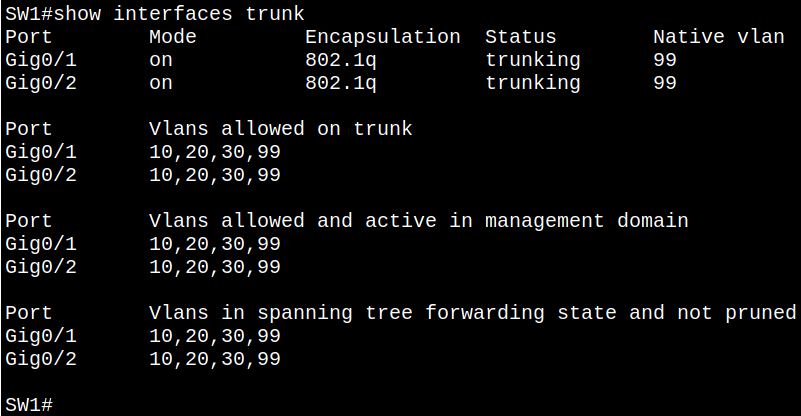 SW1#show interfaces trunk
Port        Mode         Encapsulation  Status        Native vlan
Gig0/1      on           802.1q         trunking      99
Gig0/2      on           802.1q         trunking      99

Port        Vlans allowed on trunk
Gig0/1      10,20,30,99
Gig0/2      10,20,30,99

Port        Vlans allowed and active in management domain
Gig0/1      10,20,30,99
Gig0/2      10,20,30,99

Port        Vlans in spanning tree forwarding state and not pruned
Gig0/1      10,20,30,99
Gig0/2      10,20,30,99

SW1#